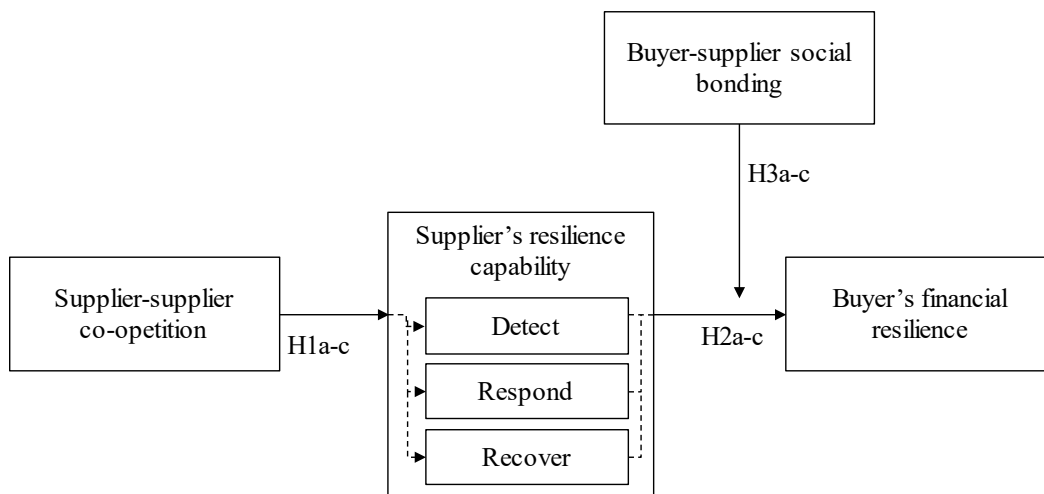 Buyer-supplier social
bonding
H3a-c
Supplier’s resilience
capability
Supplier-supplier
co-opetition
H1a-c
Detect
Respond
Recover
H2a-c
Buyer’s financial
resilience